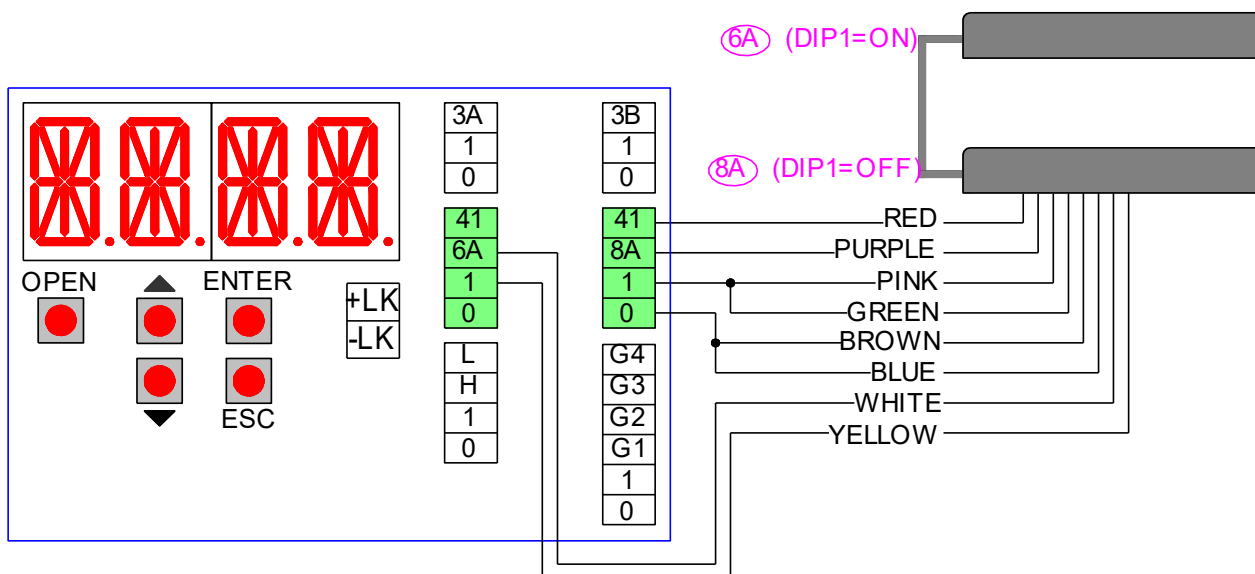 6A (DIP1=ON)
8A (DIP1=OFF)
OPEN
ENTER
ESC
+LK
-LK
3A
1
0
41
6A
1
0
L
H
1
0
3B
1
0
41
8A
1
0
G4
G3
G2
G1
1
0
RED
PURPLE
PINK
GREEN
BROWN
BLUE
WHITE
YELLOW